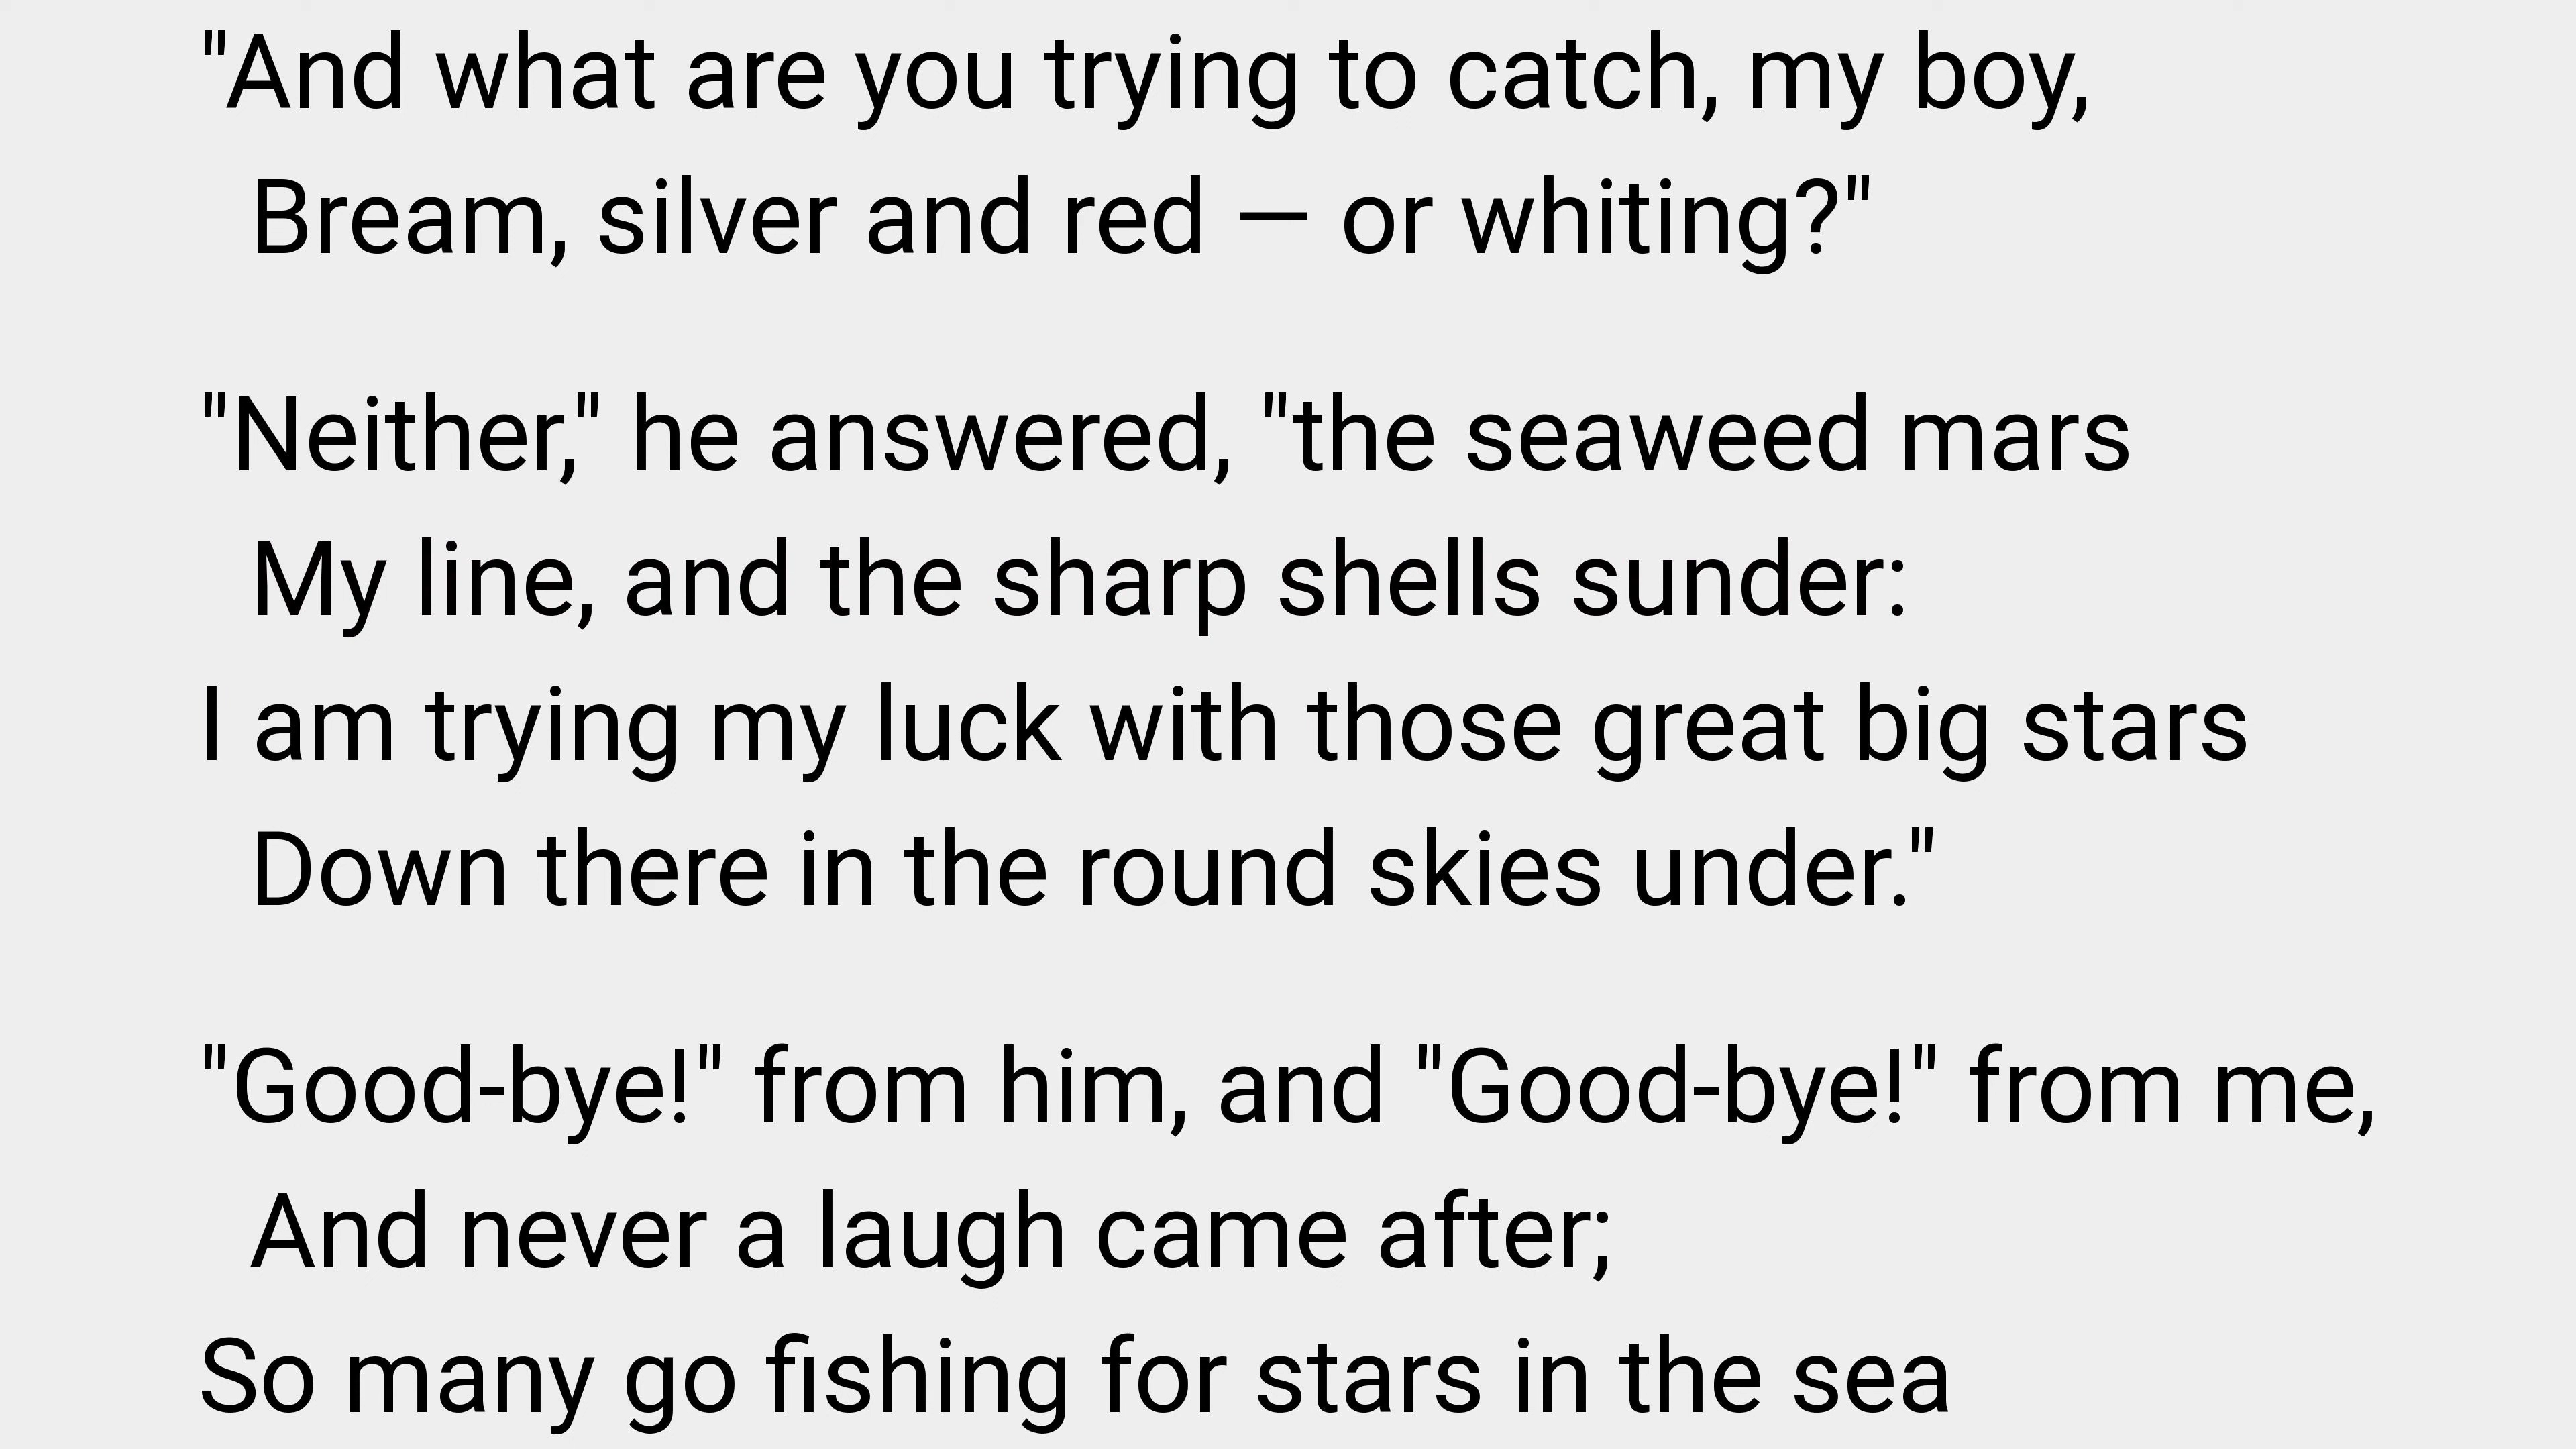 "And what are you trying to catch, my boy,
Bream, silver and red — or whiting?"
"Neither," he answered, "the seaweed mars
My line, and the sharp shells sunder:
I am trying my luck with those great big stars
Down there in the round skies under."
"Good-bye!" from him, and "Good-bye!" from me,
And never a laugh came after;
So many go fishing for stars in the sea